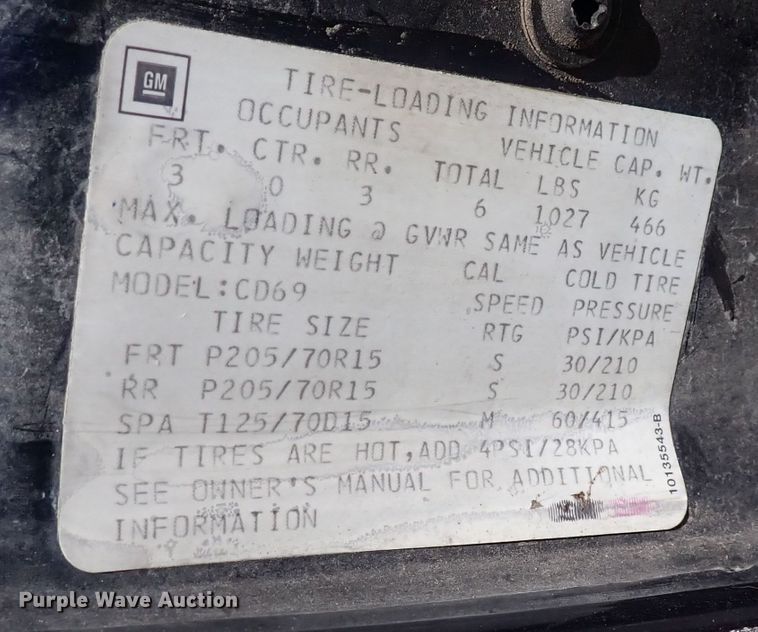 GM
TIRE-LOADING INFORMATION
OCCUPANTS VEHICLE CAP. WT.
FRT. CTR. RR. TOTAL LBS KG
3 0 3 6 1027 466
MAX. LOADING @ GVWR SAME AS VEHICLE
CAPACITY WEIGHT CAL COLD TIRE
MODEL:CD69 SPEED PRESSURE
TIRE SIZE RTG PSI/KPA
FRT P205/70R15 S 30/210
RR P205/70R15 S 30/210
SPA T125/70D15 M 60/415
IF TIRES ARE HOT,ADD 4PSI/28KPA
SEE OWNER'S MANUAL FOR ADDITIONAL
INFORMATION
10135543-B
Purple Wave Auction